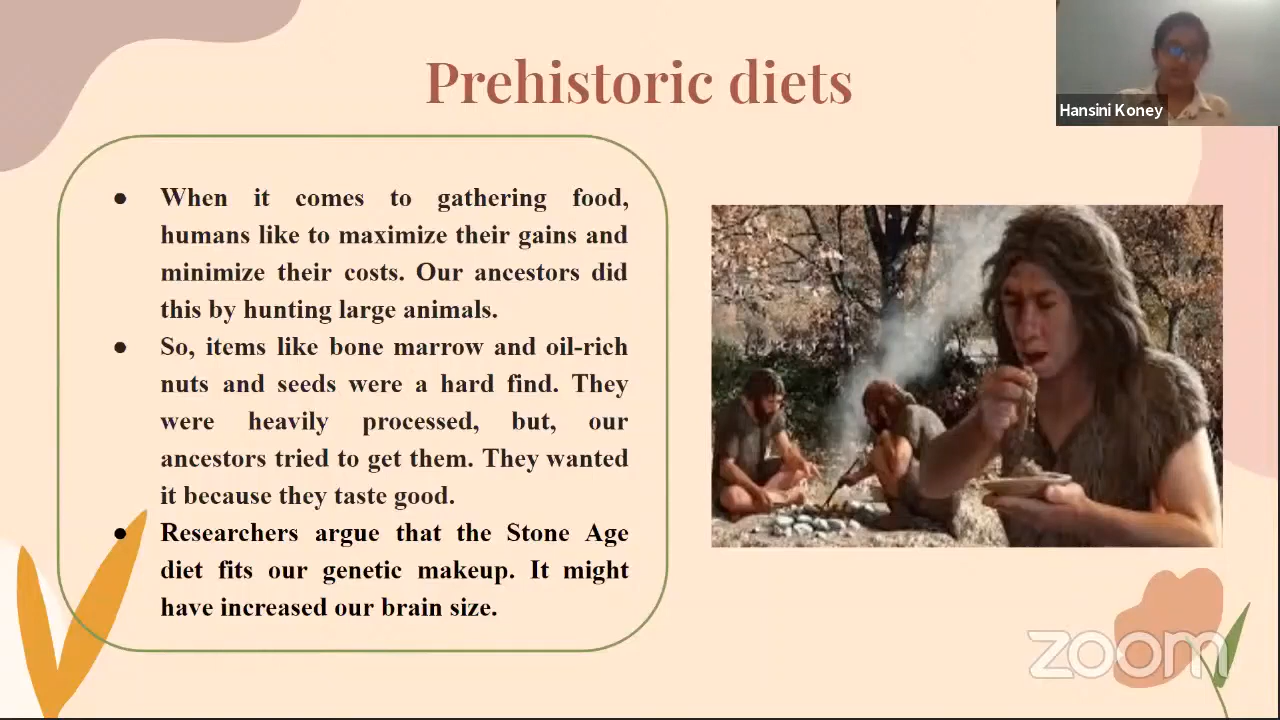 Prehistoric diets
Hansini Koney
● When it comes to gathering food,
humans like to maximize their gains and
minimize their costs. Our ancestors did
this by hunting large animals.
● So, items like bone marrow and oil-rich
nuts and seeds were a hard find. They
were heavily processed, but, our
ancestors tried to get them. They wanted
it because they taste good.
● Researchers argue that the Stone Age
diet fits our genetic makeup. It might
have increased our brain size.
zoom